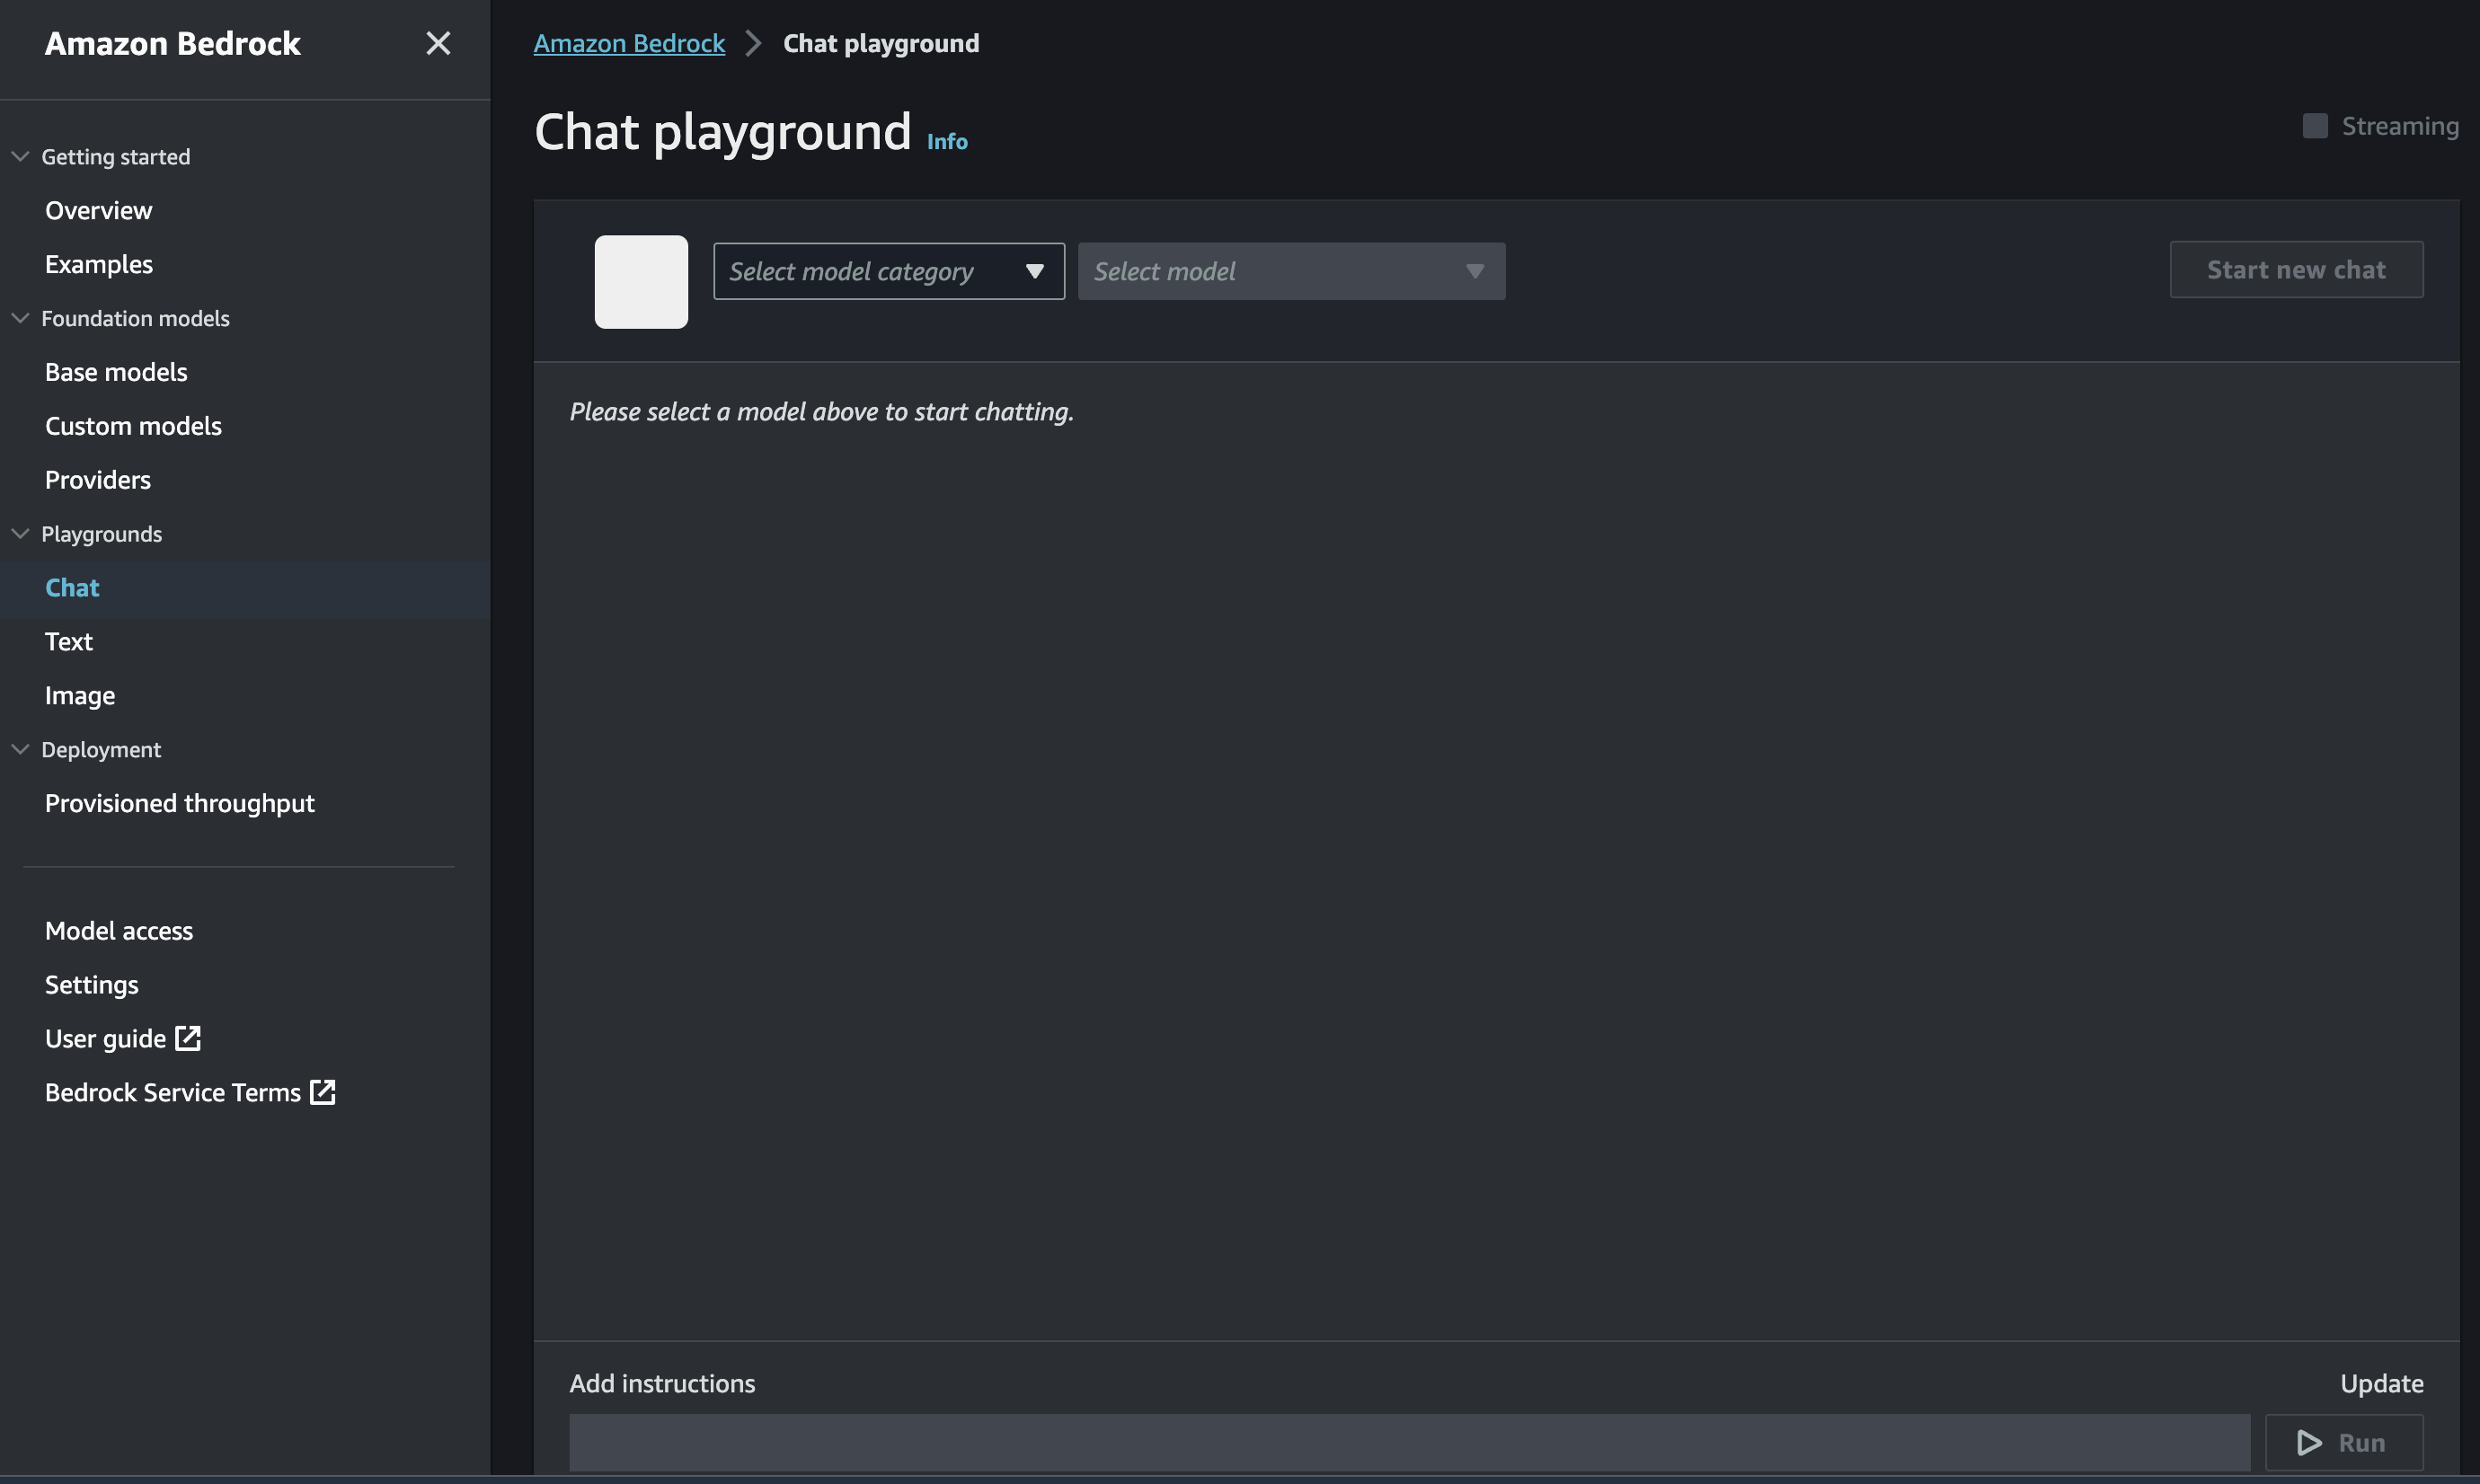 Amazon Bedrock
Getting started
Overview
Examples
Foundation models
Base models
Custom models
Providers
Playgrounds
Chat
Text
Image
Deployment
Provisioned throughput
Model access
Settings
User guide
Bedrock Service Terms
Amazon Bedrock > Chat playground
Chat playground Info
Streaming
Select model category Select model Start new chat
Please select a model above to start chatting.
Add instructions Update
Run